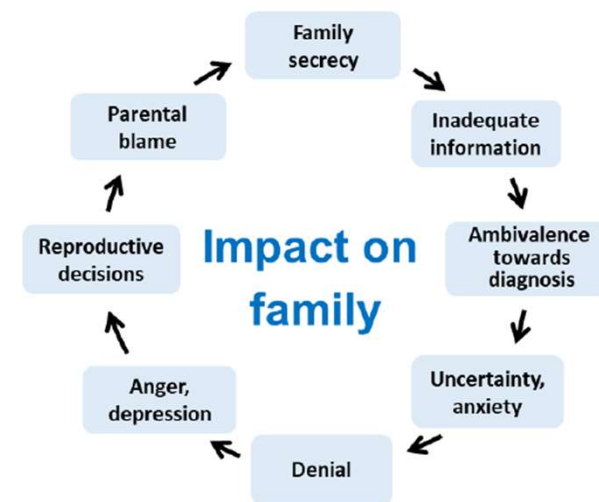 Family
secrecy
Inadequate
information
Ambivalence
towards
diagnosis
Uncertainty,
anxiety
Denial
Anger,
depression
Reproductive
decisions
Parental
blame
Impact on
family